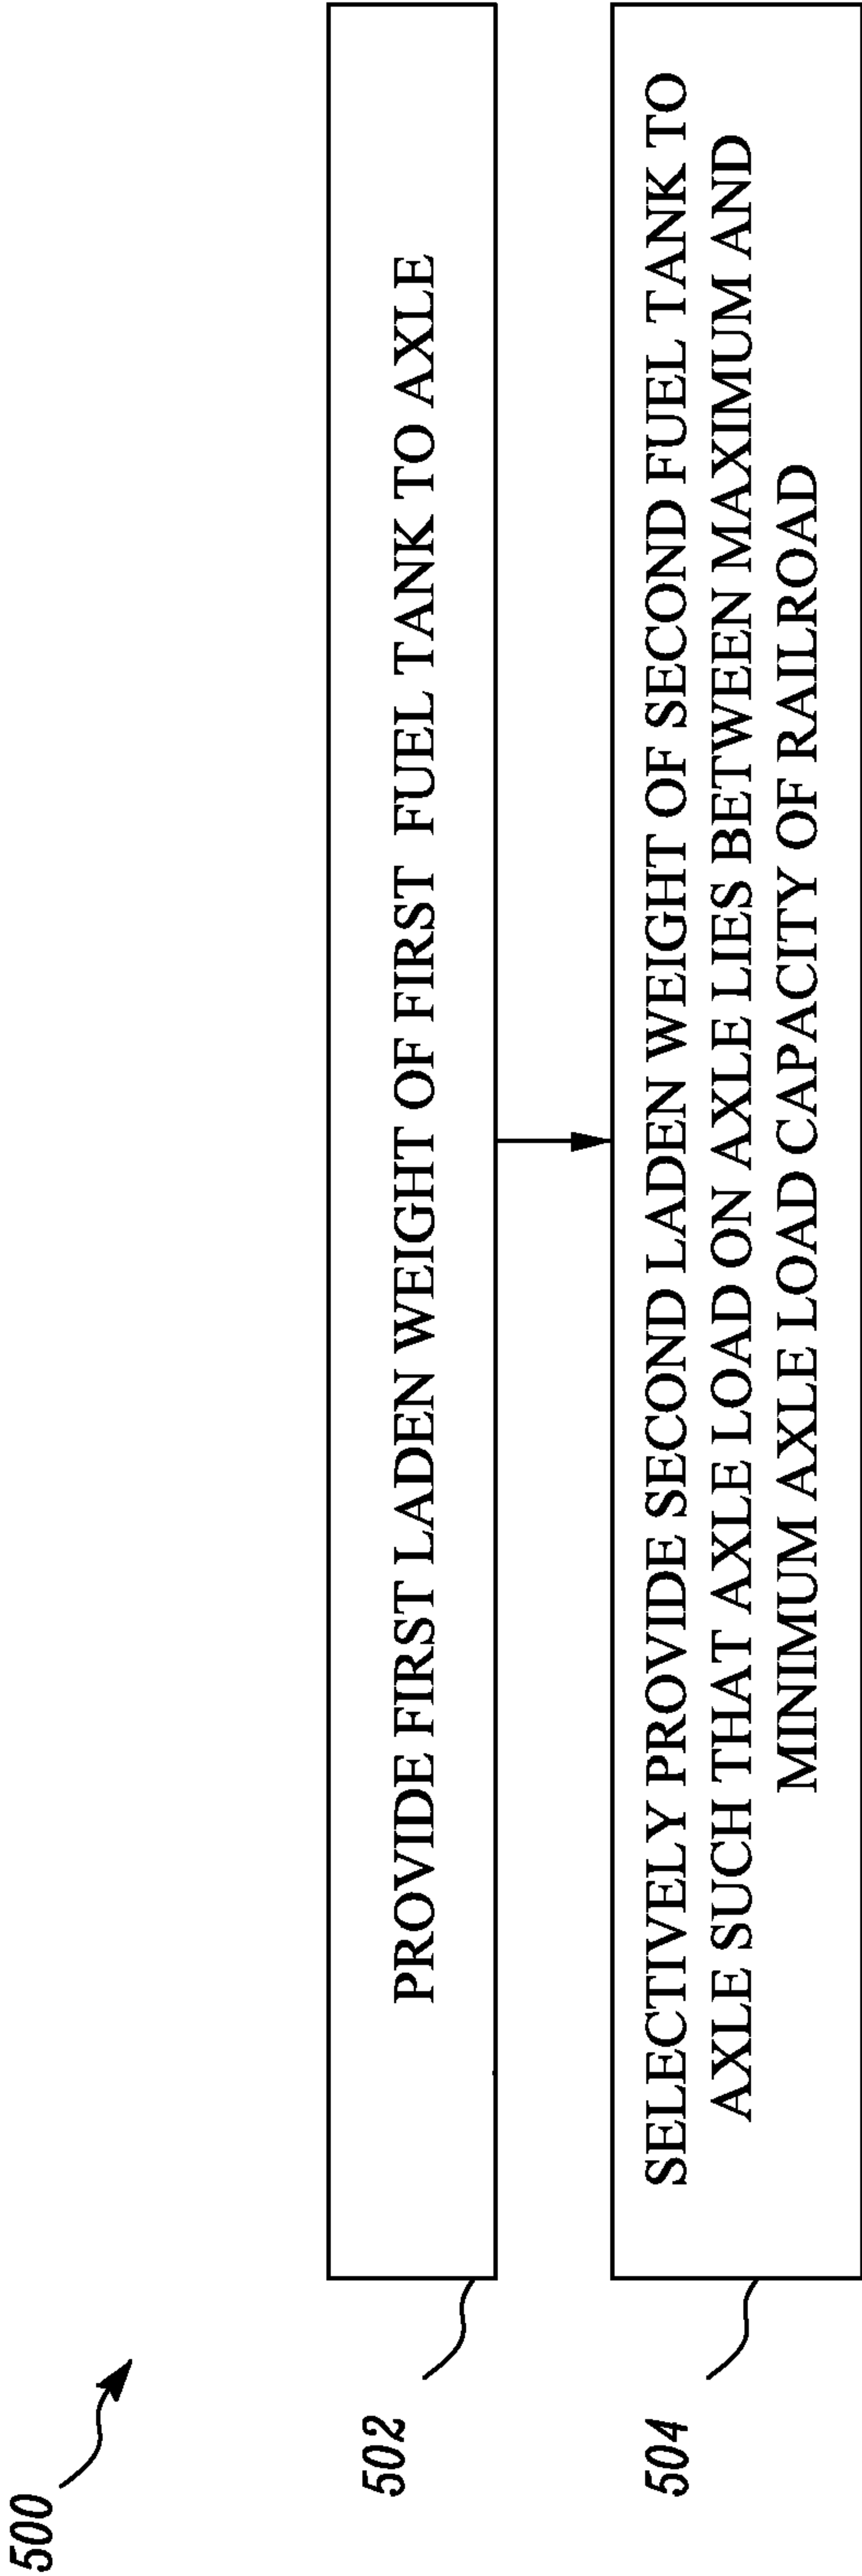 500
502
PROVIDE FIRST LADEN WEIGHT OF FIRST FUEL TANK TO AXLE
504
SELECTIVELY PROVIDE SECOND LADEN WEIGHT OF SECOND FUEL TANK TO
AXLE SUCH THAT AXLE LOAD ON AXLE LIES BETWEEN MAXIMUM AND
MINIMUM AXLE LOAD CAPACITY OF RAILROAD